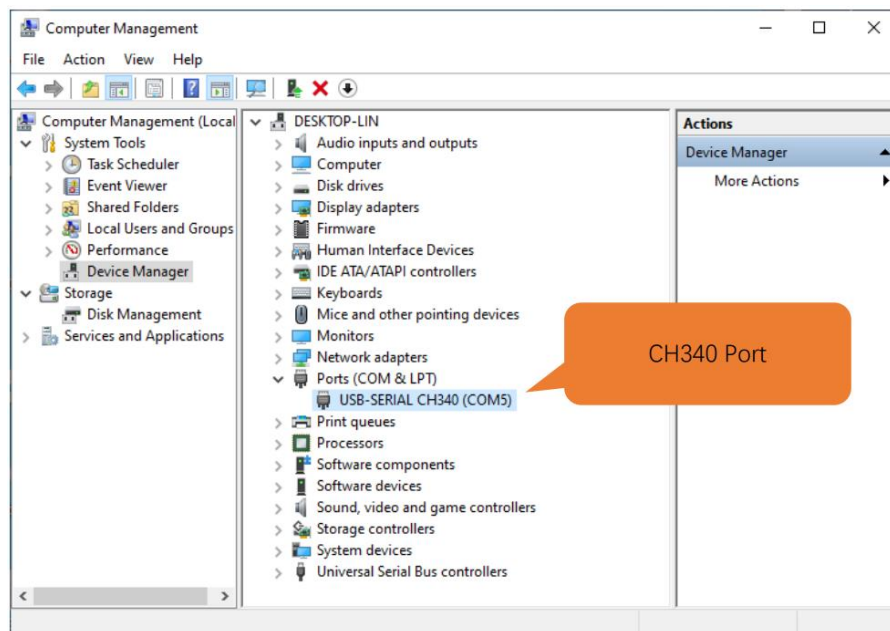 Computer Management
File Action View Help
Computer Management (Local
System Tools
Task Scheduler
Event Viewer
Shared Folders
Local Users and Groups
Performance
Device Manager
Storage
Disk Management
Services and Applications
DESKTOP-LIN
Audio inputs and outputs
Computer
Disk drives
Display adapters
Firmware
Human Interface Devices
IDE ATA/ATAPI controllers
Keyboards
Mice and other pointing devices
Monitors
Network adapters
Ports (COM & LPT)
USB-SERIAL CH340 (COM5)
Print queues
Processors
Software components
Software devices
Sound, video and game controllers
Storage controllers
System devices
Universal Serial Bus controllers
Actions
Device Manager
More Actions
CH340 Port